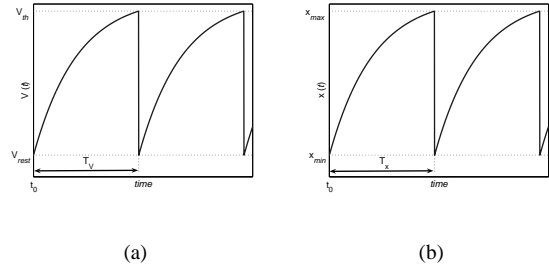 V_th
V (t)
V_rest
T_V
t_0
time
(a)
x_max
x (t)
x_min
T_x
t_0
time
(b)